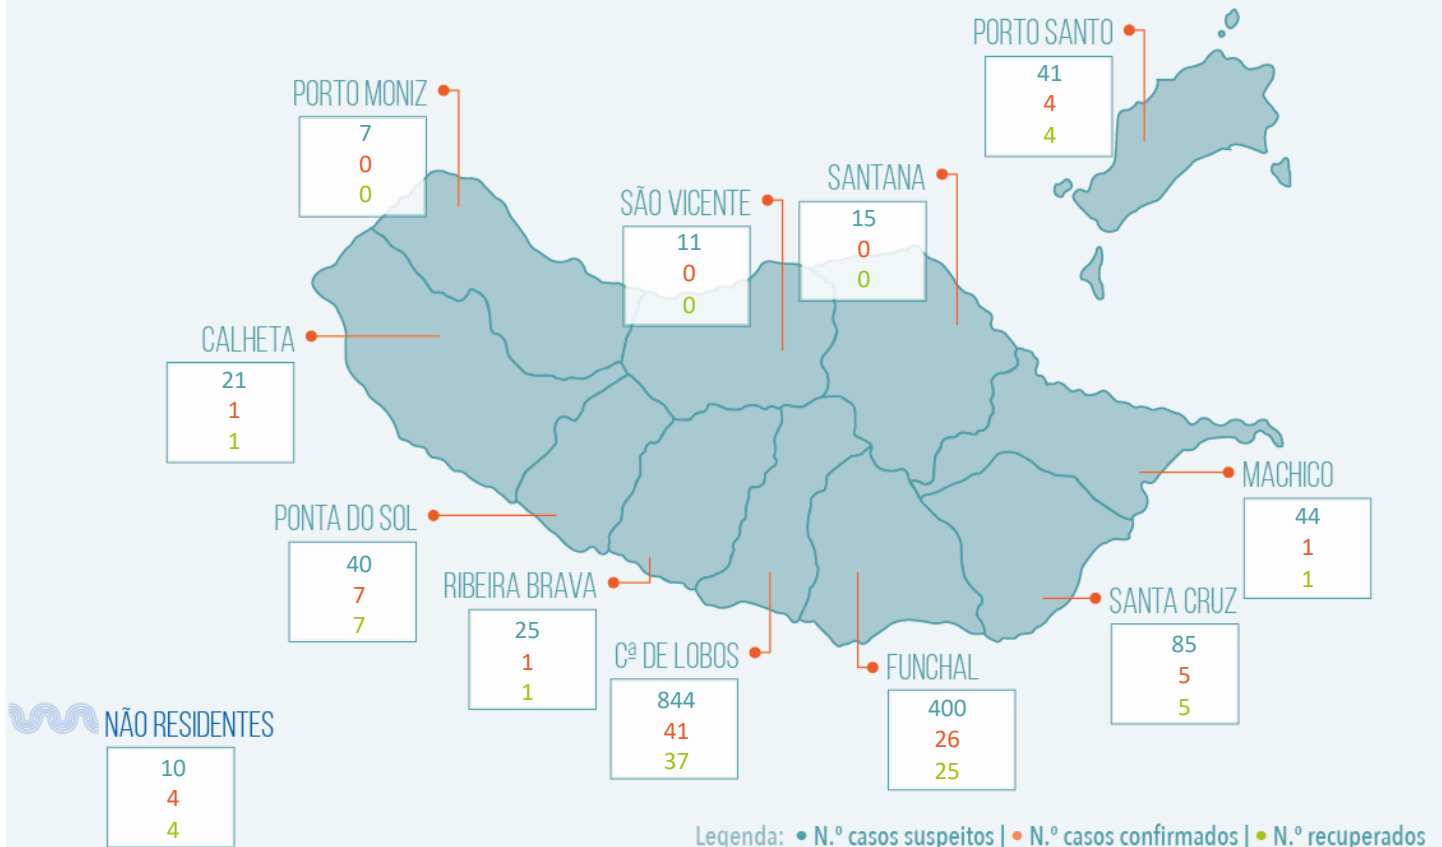 PORTO SANTO
41
4
4
PORTO MONIZ
7
0
0
SANTANA
15
0
0
SÃO VICENTE
11
0
0
CALHETA
21
1
1
MACHICO
44
1
1
PONTA DO SOL
40
7
7
RIBEIRA BRAVA
25
1
1
SANTA CRUZ
85
5
5
Cª DE LOBOS
844
41
37
FUNCHAL
400
26
25
NÃO RESIDENTES
10
4
4
Legenda: • N.º casos suspeitos | • N.º casos confirmados | • N.º recuperados